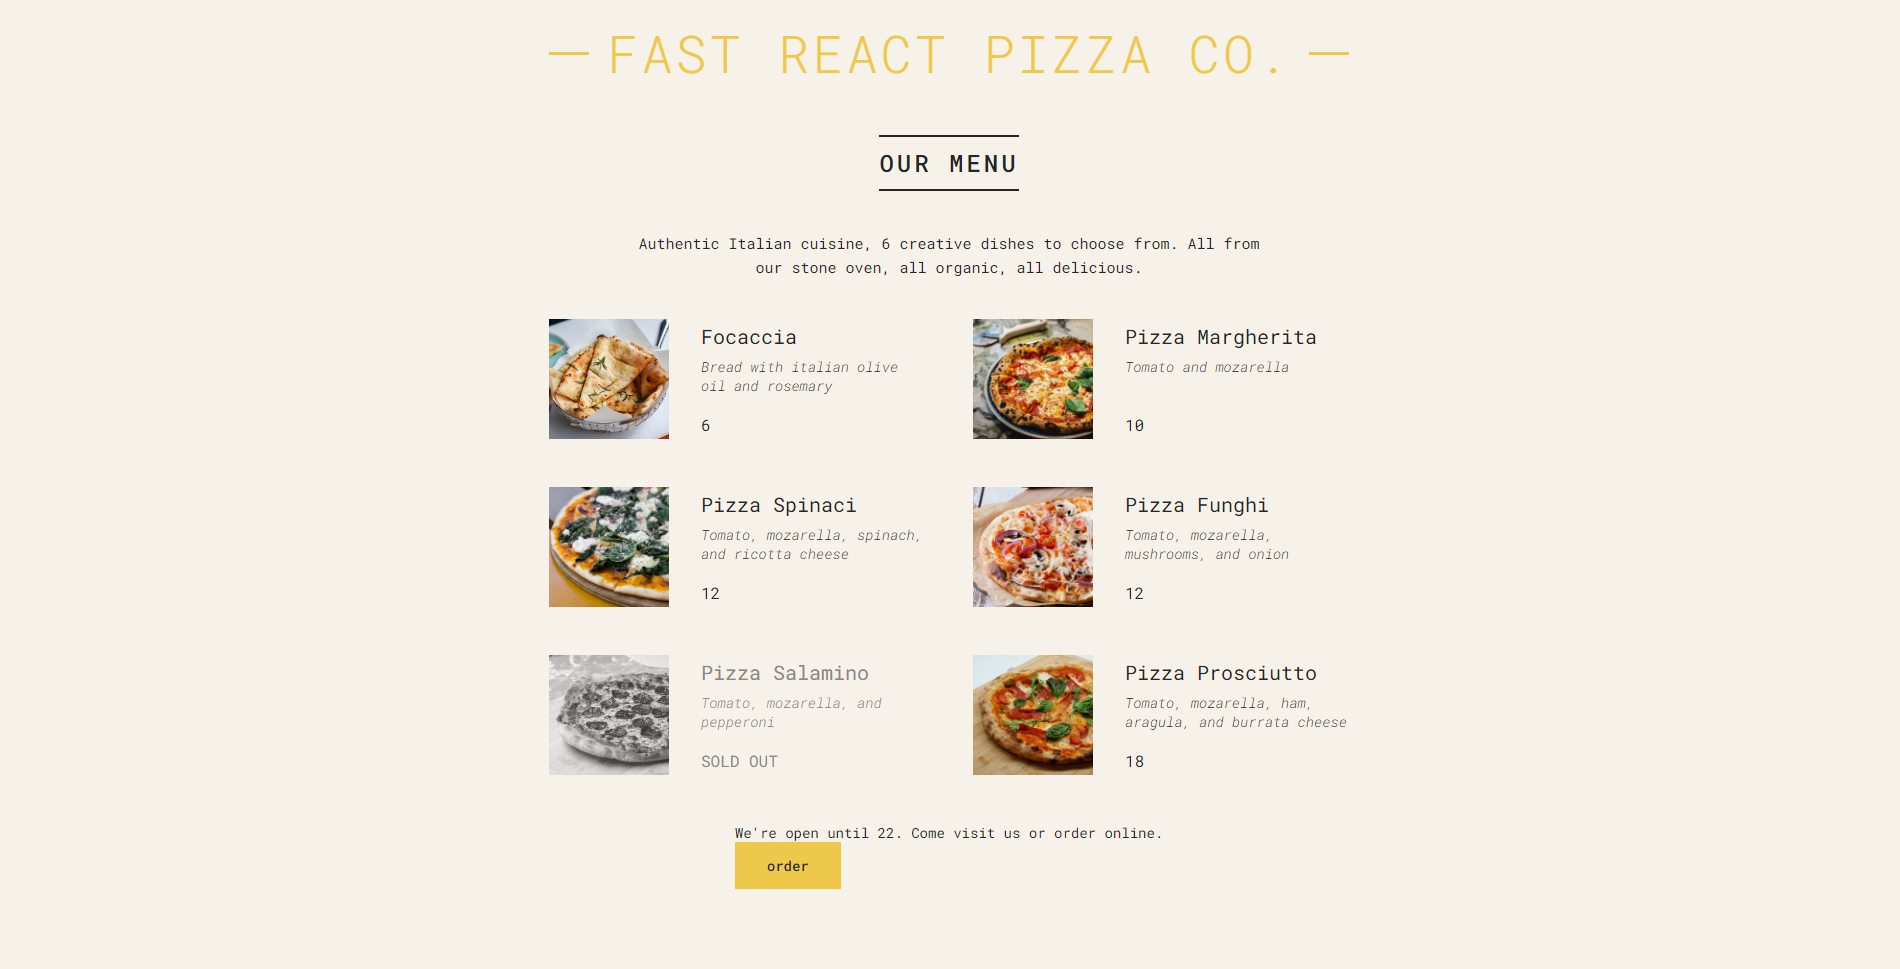 FAST REACT PIZZA CO.
OUR MENU
Authentic Italian cuisine, 6 creative dishes to choose from. All from
our stone oven, all organic, all delicious.
Focaccia
Bread with italian olive
oil and rosemary
6
Pizza Margherita
Tomato and mozarella
10
Pizza Spinaci
Tomato, mozarella, spinach,
and ricotta cheese
12
Pizza Funghi
Tomato, mozarella,
mushrooms, and onion
12
Pizza Salamino
Tomato, mozarella, and
pepperoni
SOLD OUT
Pizza Prosciutto
Tomato, mozarella, ham,
aragula, and burrata cheese
18
We're open until 22. Come visit us or order online.
order